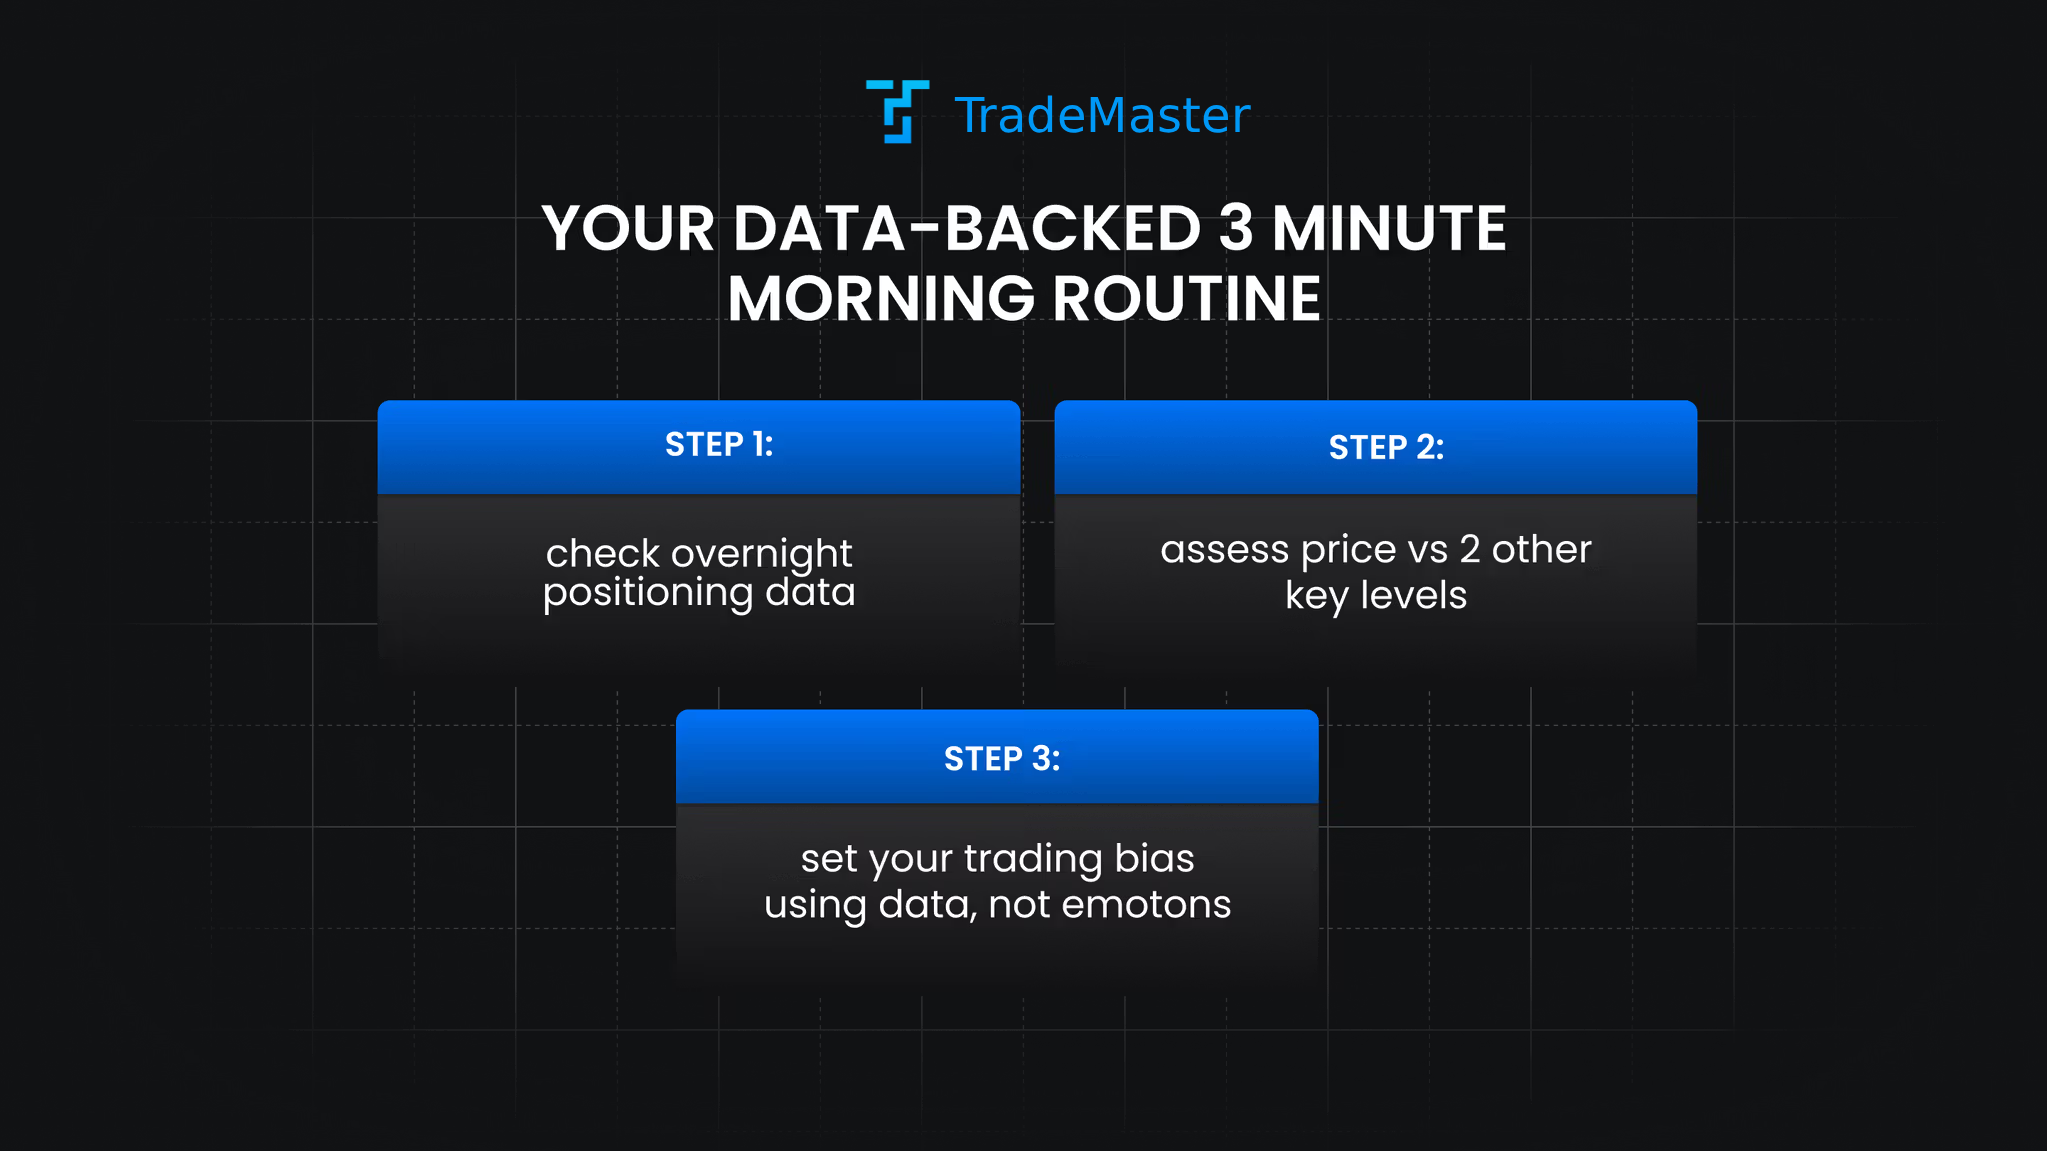 TradeMaster
YOUR DATA-BACKED 3 MINUTE
MORNING ROUTINE
STEP 1:
check overnight
positioning data
STEP 2:
assess price vs 2 other
key levels
STEP 3:
set your trading bias
using data, not emotons